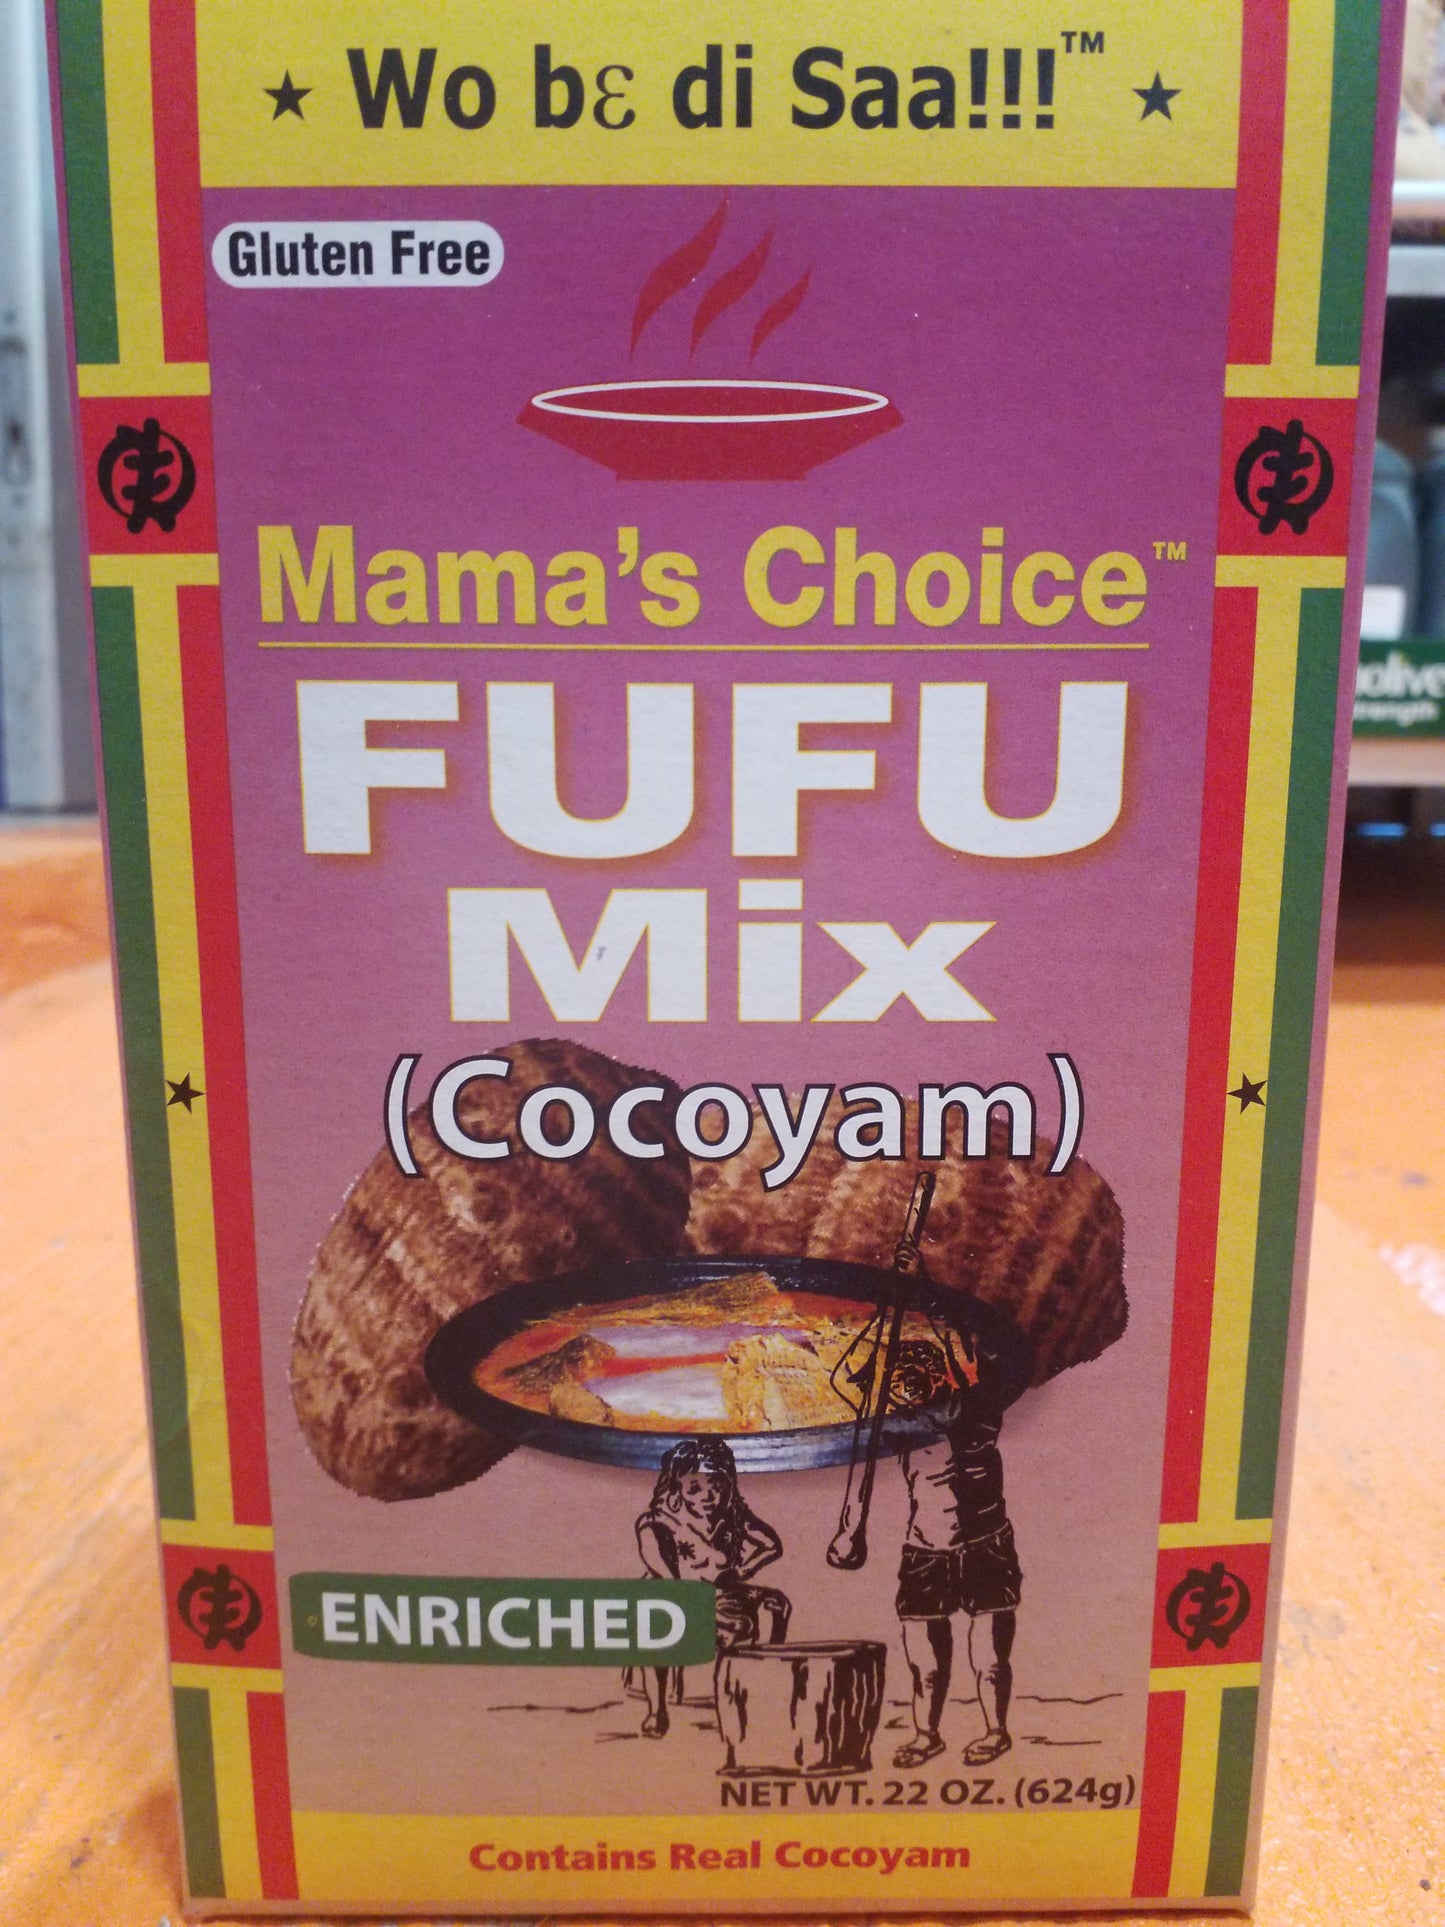 Wo bɛ di Saa!!!™
Gluten Free
Mama's Choice™
FUFU
Mix
(Cocoyam)
ENRICHED
NET WT. 22 OZ. (624g)
Contains Real Cocoyam